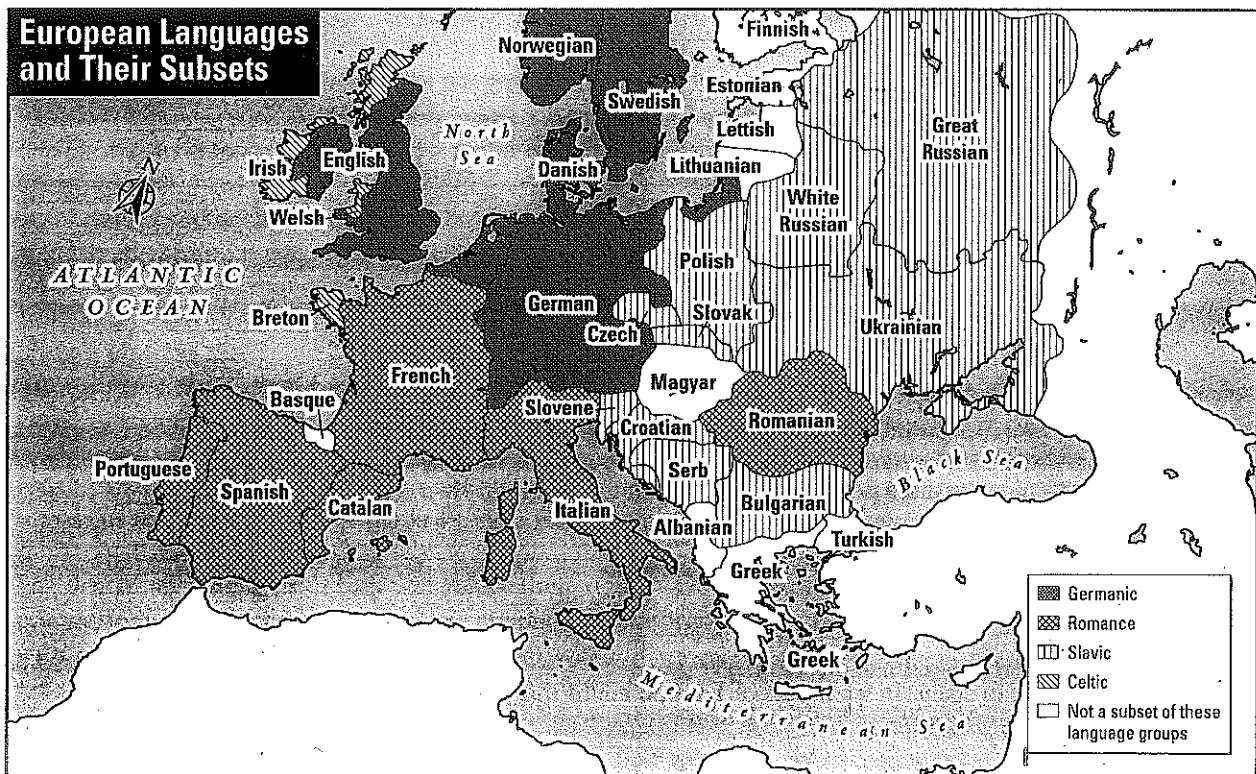 European Languages
and Their Subsets
Norwegian
Finnish
Swedish
Estonian
Great
Russian
Lettish
North
Sea
Irish
English
Danish
Lithuanian
Welsh
White
Russian
N
ATLANTIC
OCEAN
Polish
Breton
German
Slovak
Czech
Ukrainian
French
Magyar
Basque
Slovene
Croatian
Romanian
Portuguese
Spanish
Catalan
Italian
Serb
Black Sea
Bulgarian
Albanian
Turkish
Greek
Greek
Mediterranean Sea
Germanic
Romance
Slavic
Celtic
Not a subset of these
language groups